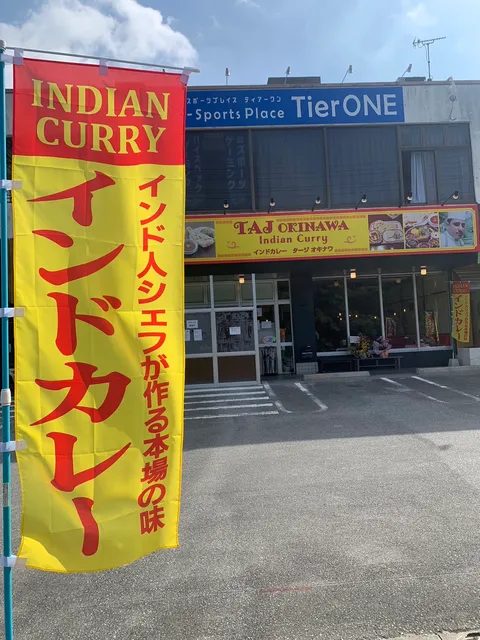 INDIAN
CURRY
インドカレー
インド人シェフが作る本場の味
eスポーツプレイス ティアーワン
e-Sports Place TierONE
TAJ OKINAWA
Indian Curry
インドカレー タージ オキナワ
インドカレー